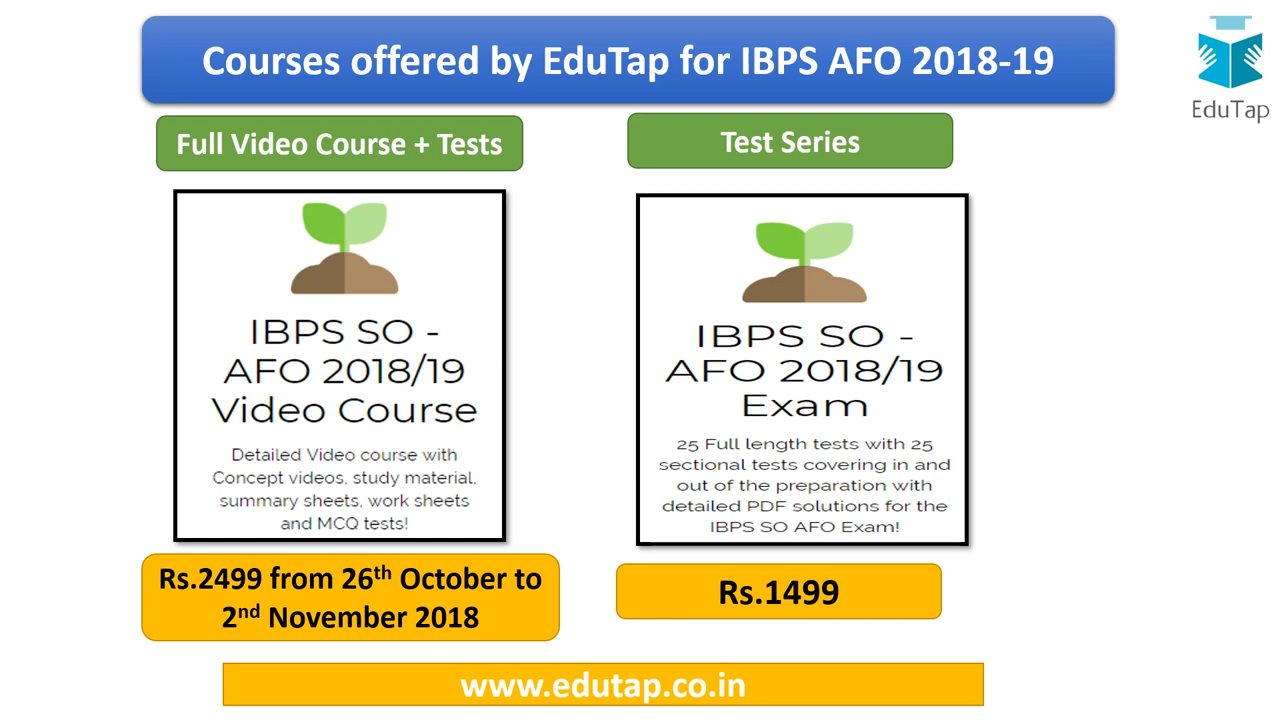 Courses offered by EduTap for IBPS AFO 2018-19
EduTap
Full Video Course + Tests
IBPS SO -
AFO 2018/19
Video Course
Detailed Video course with
Concept videos, study material,
summary sheets, work sheets
and MCQ tests!
Rs.2499 from 26th October to
2nd November 2018
Test Series
IBPS SO -
AFO 2018/19
Exam
25 Full length tests with 25
sectional tests covering in and
out of the preparation with
detailed PDF solutions for the
IBPS SO AFO Exam!
Rs.1499
www.edutap.co.in